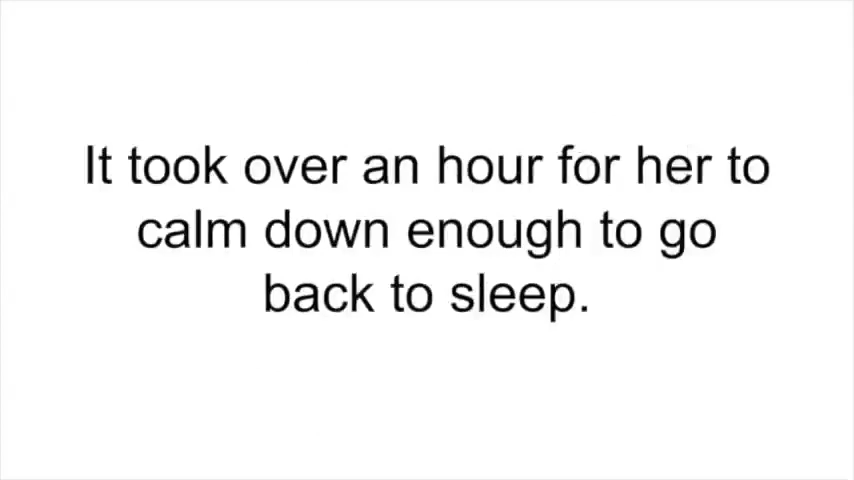 It took over an hour for her to
calm down enough to go
back to sleep.